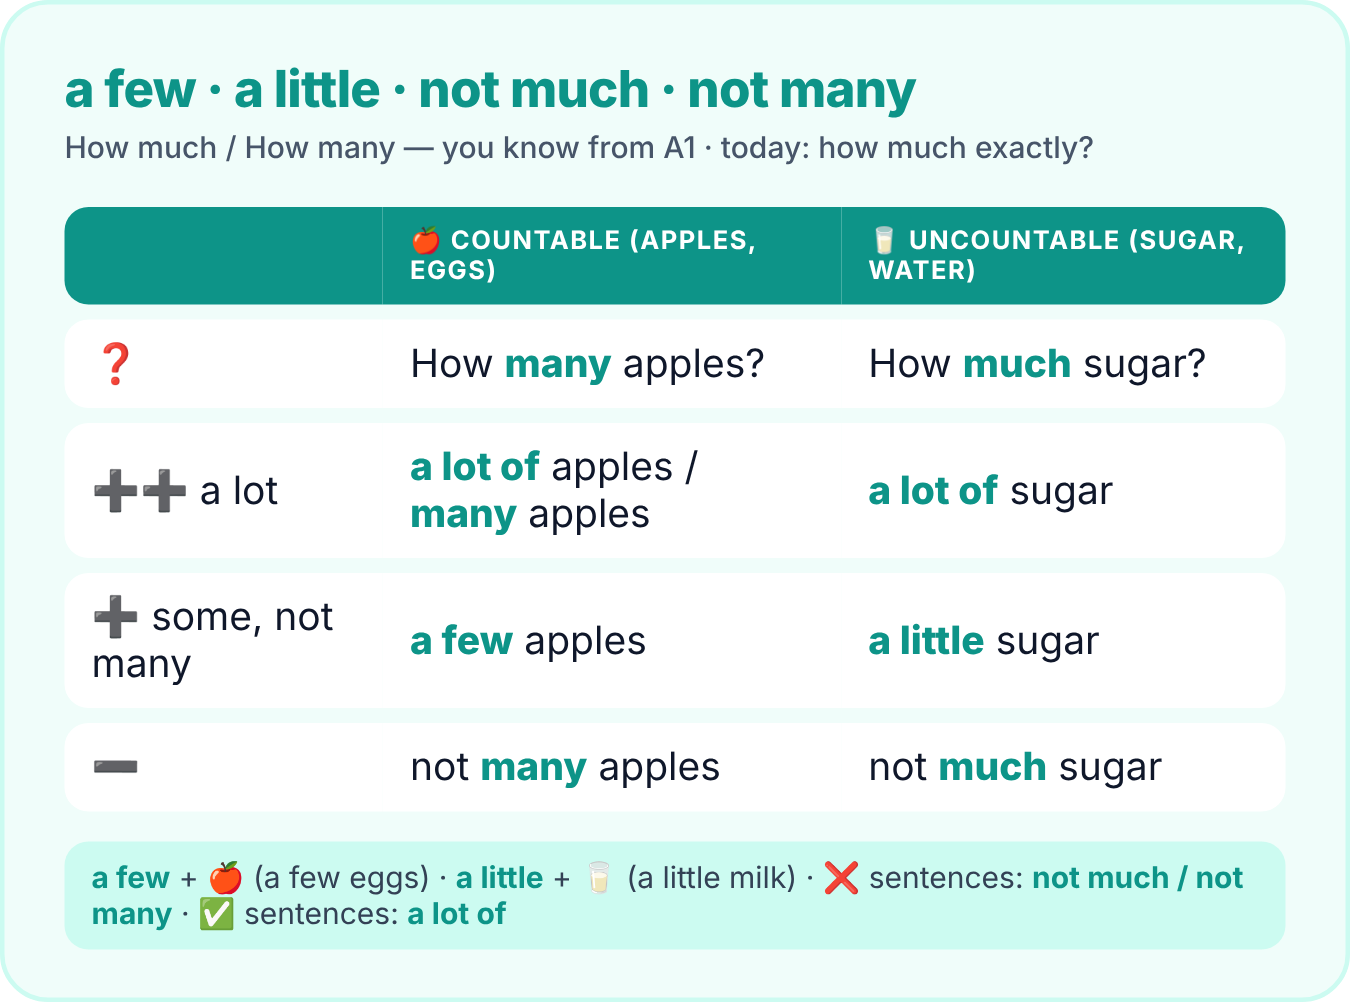 a few · a little · not much · not many
How much / How many — you know from A1 · today: how much exactly?
🍎 COUNTABLE (APPLES, EGGS)
🥛 UNCOUNTABLE (SUGAR, WATER)
❓ How many apples? How much sugar?
➕➕ a lot
a lot of apples /
many apples
a lot of sugar
➕ some, not
many
a few apples
a little sugar
➖ not many apples not much sugar
a few + 🍎 (a few eggs) · a little + 🥛 (a little milk) · ❌ sentences: not much / not
many · ✅ sentences: a lot of